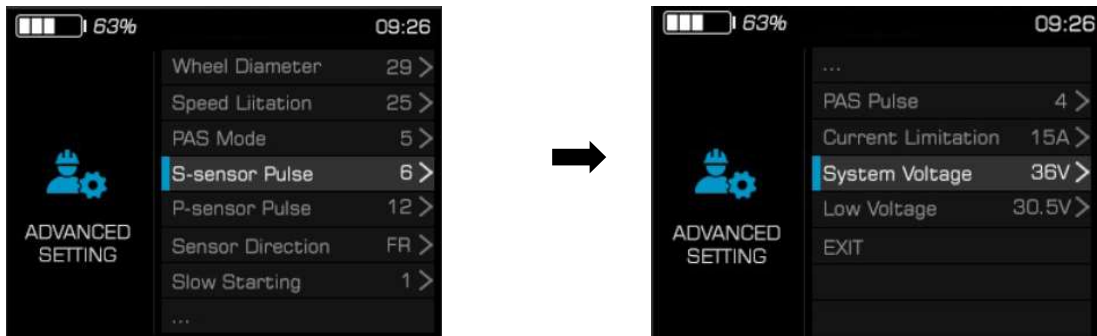 63% 09:26
Wheel Diameter 29 >
Speed Liitation 25 >
PAS Mode 5 >
S-sensor Pulse 6 >
P-sensor Pulse 12 >
Sensor Direction FR >
Slow Starting 1 >
...
ADVANCED
SETTING
63% 09:26
...
PAS Pulse 4 >
Current Limitation 15A >
System Voltage 36V >
Low Voltage 30.5V >
EXIT
ADVANCED
SETTING